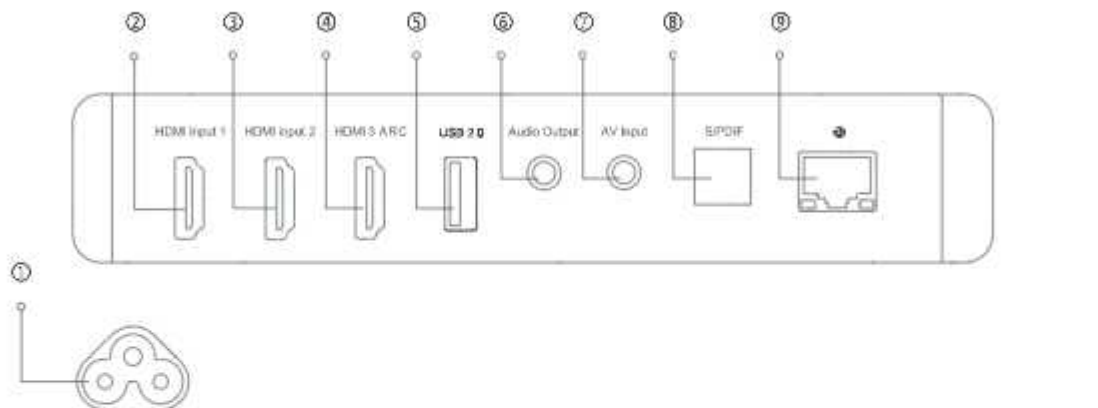 ② ③ ④ ⑤ ⑥ ⑦ ⑧ ⑨
HDMI Input 1 HDMI Input 2 HDMI 3 ARC USB 2.0 Audio Output AV Input S/PDIF
①